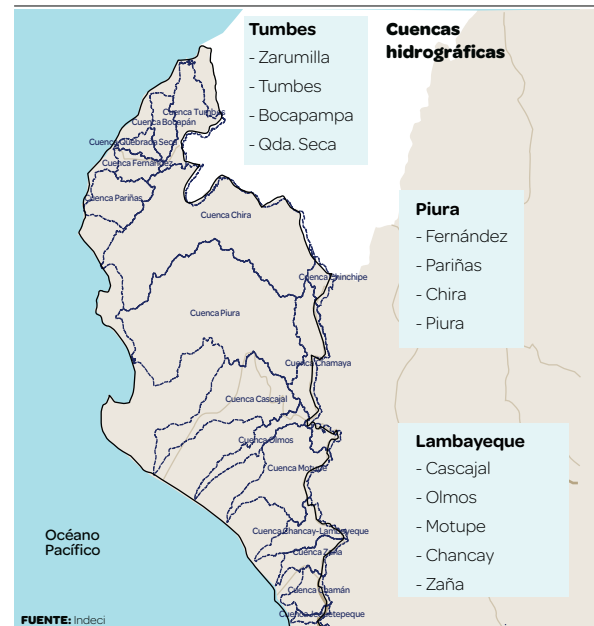 Cuencas
hidrográficas
Tumbes
- Zarumilla
- Tumbes
- Bocapampa
- Qda. Seca
Piura
- Fernández
- Pariñas
- Chira
- Piura
Lambayeque
- Cascajal
- Olmos
- Motupe
- Chancay
- Zaña
Cuenca Tumbes
Cuenca Bocapán
Cuenca Quebrada Seca
Cuenca Fernández
Cuenca Pariñas
Cuenca Chira
Cuenca Chinchipe
Cuenca Piura
Cuenca Chamaya
Cuenca Cascajal
Cuenca Olmos
Cuenca Motupe
Cuenca Chancay-Lambayeque
Cuenca Zaña
Cuenca Chamán
Cuenca Jequetepeque
Océano
Pacífico
FUENTE: Indeci